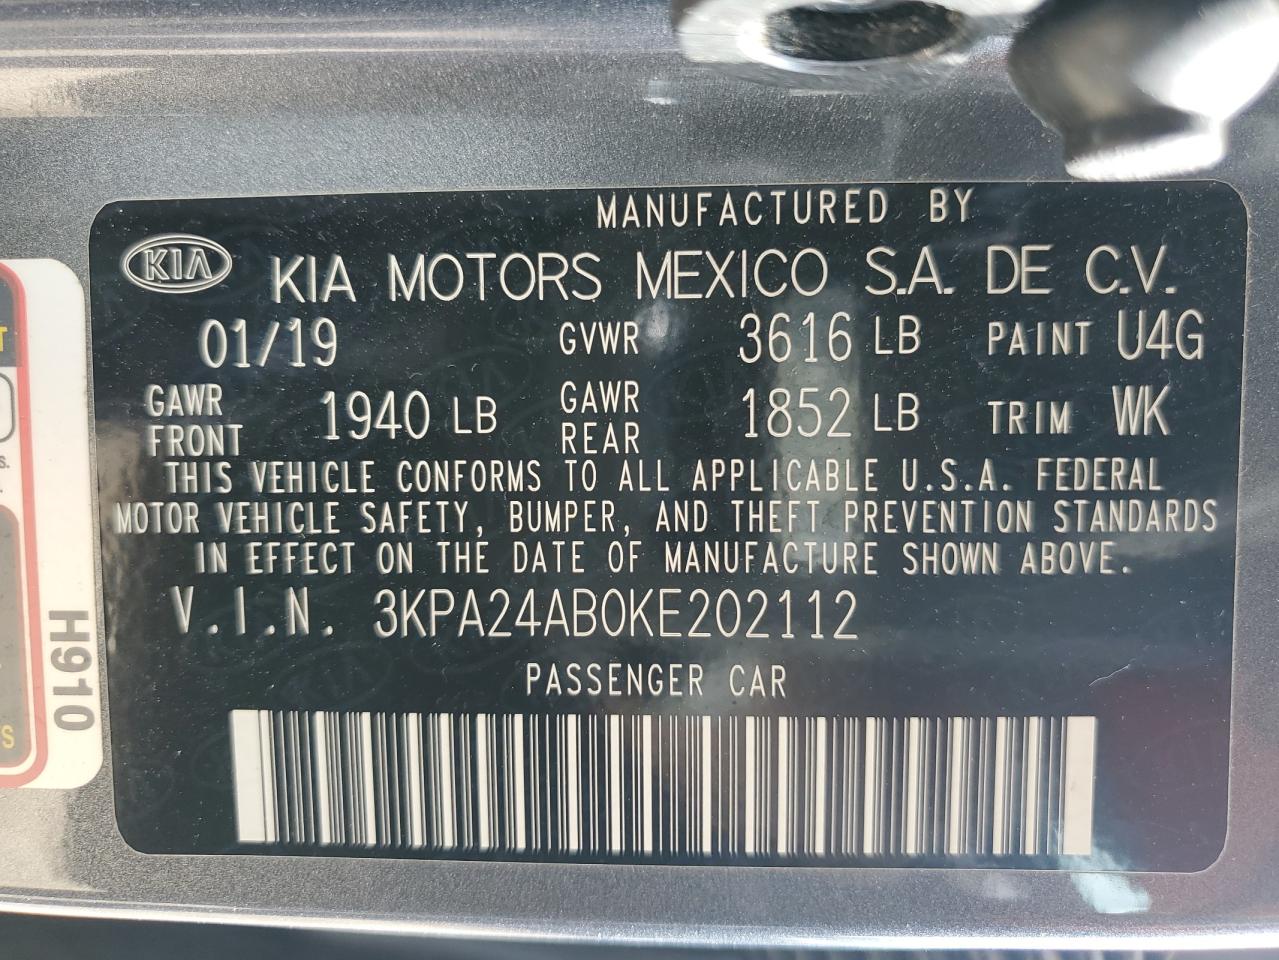 MANUFACTURED BY
KIA KIA MOTORS MEXICO S.A. DE C.V.
01/19 GVWR 3616 LB PAINT U4G
GAWR FRONT 1940 LB GAWR REAR 1852 LB TRIM WK
THIS VEHICLE CONFORMS TO ALL APPLICABLE U.S.A. FEDERAL
MOTOR VEHICLE SAFETY, BUMPER, AND THEFT PREVENTION STANDARDS
IN EFFECT ON THE DATE OF MANUFACTURE SHOWN ABOVE.
V.I.N. 3KPA24AB0KE202112
PASSENGER CAR
H910